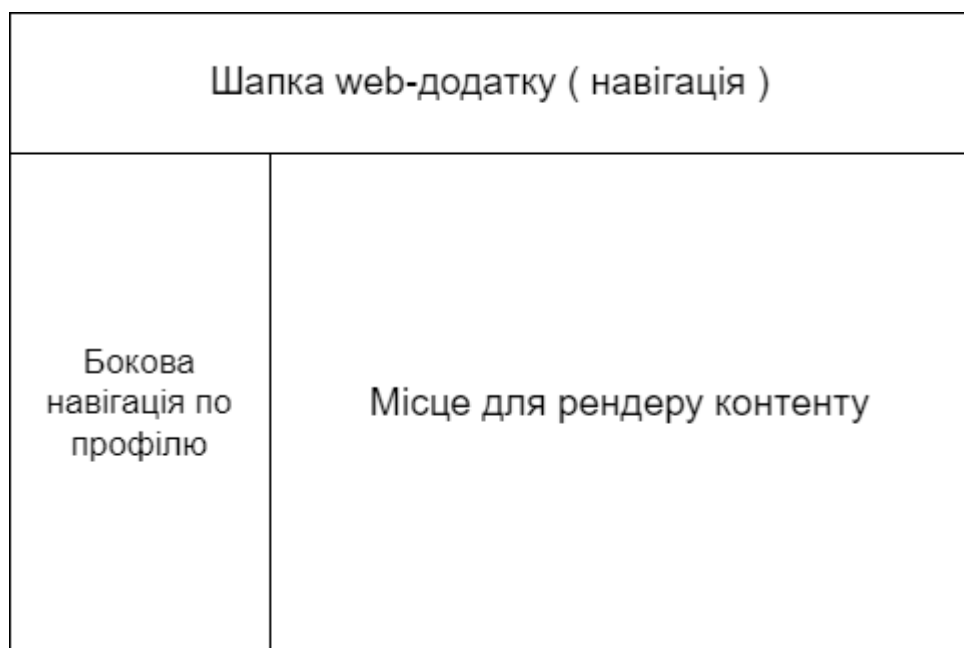 Шапка web-додатку ( навігація )
Бокова
навігація по
профілю
Місце для рендеру контенту